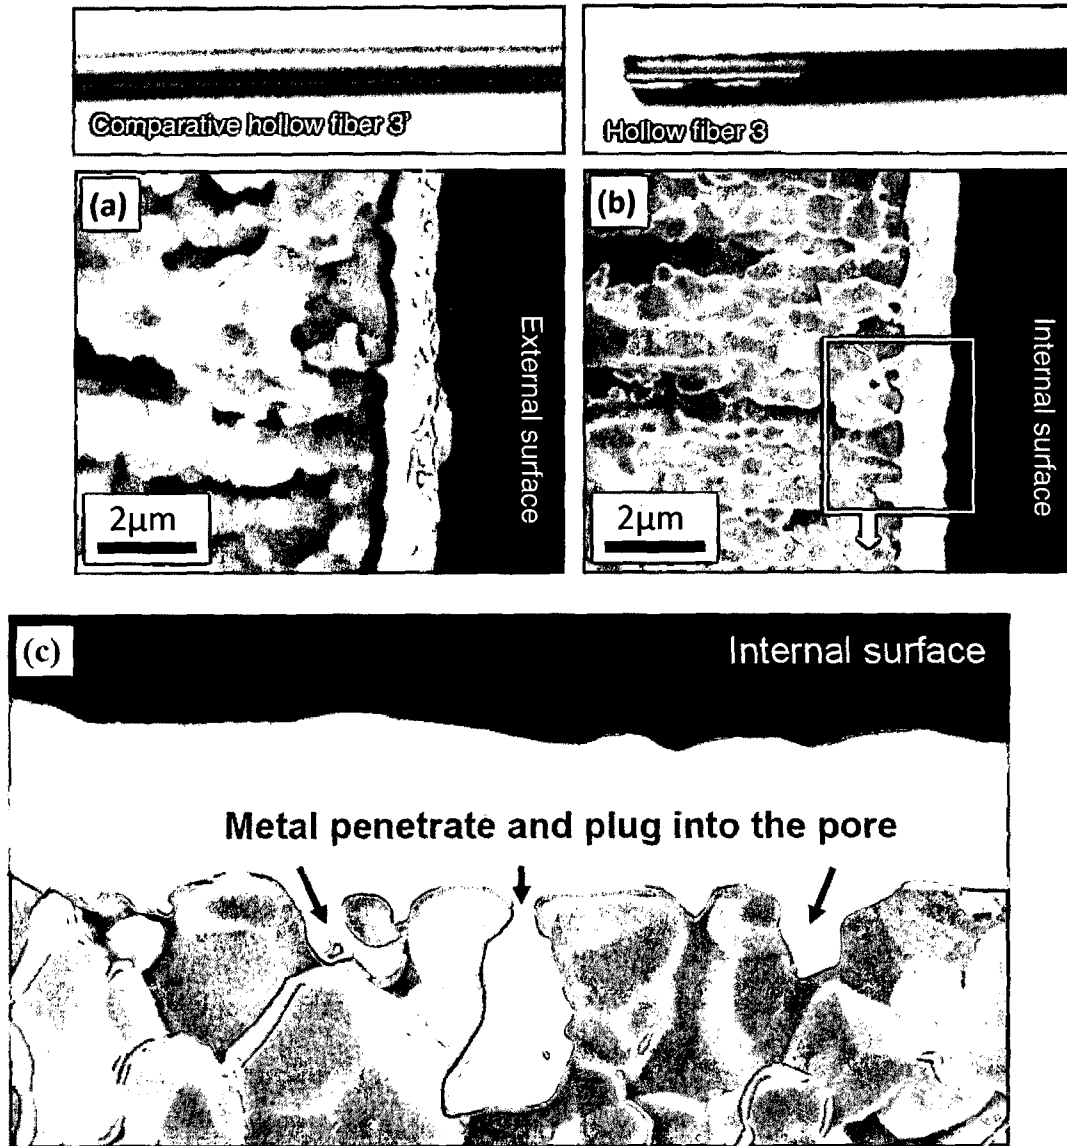 Comparative hollow fiber 3'
Hollow fiber 3
(a)
External surface
2μm
(b)
Internal surface
2μm
(c)
Internal surface
Metal penetrate and plug into the pore